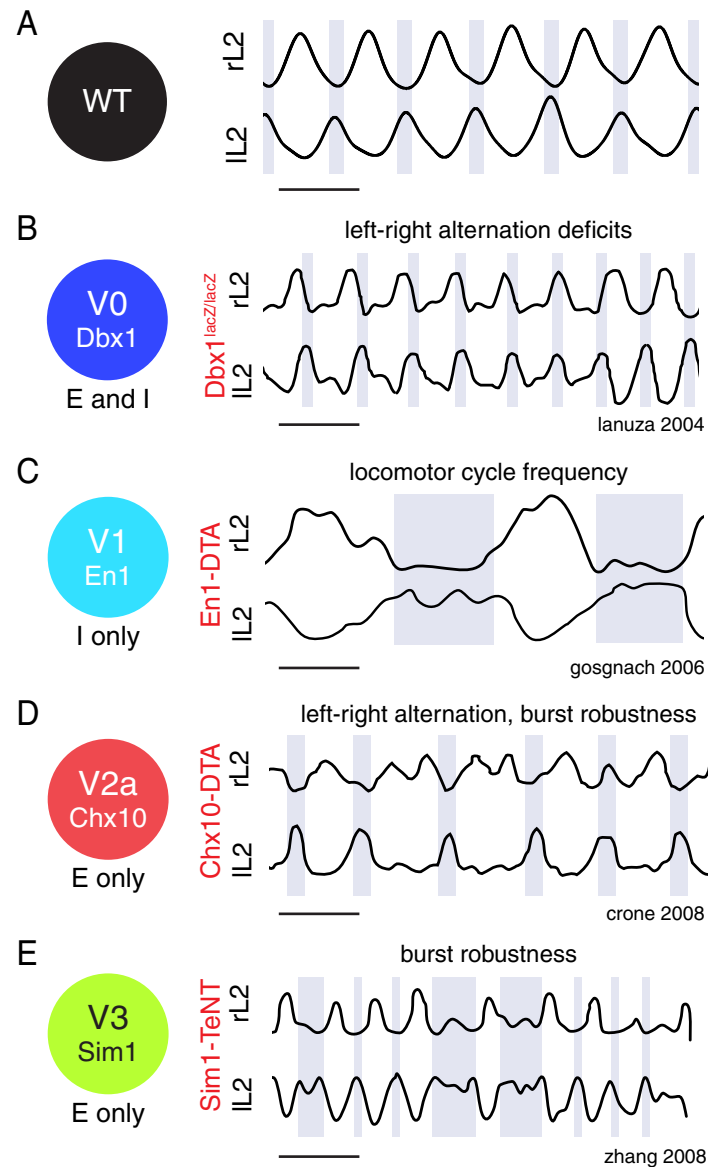 A
WT
rL2
lL2
B
left-right alternation deficits
V0
Dbx1
E and I
Dbx1lacZ/lacZ
rL2
lL2
lanuza 2004
C
locomotor cycle frequency
V1
En1
I only
En1-DTA
rL2
lL2
gosgnach 2006
D
left-right alternation, burst robustness
V2a
Chx10
E only
Chx10-DTA
rL2
lL2
crone 2008
E
burst robustness
V3
Sim1
E only
Sim1-TeNT
rL2
lL2
zhang 2008